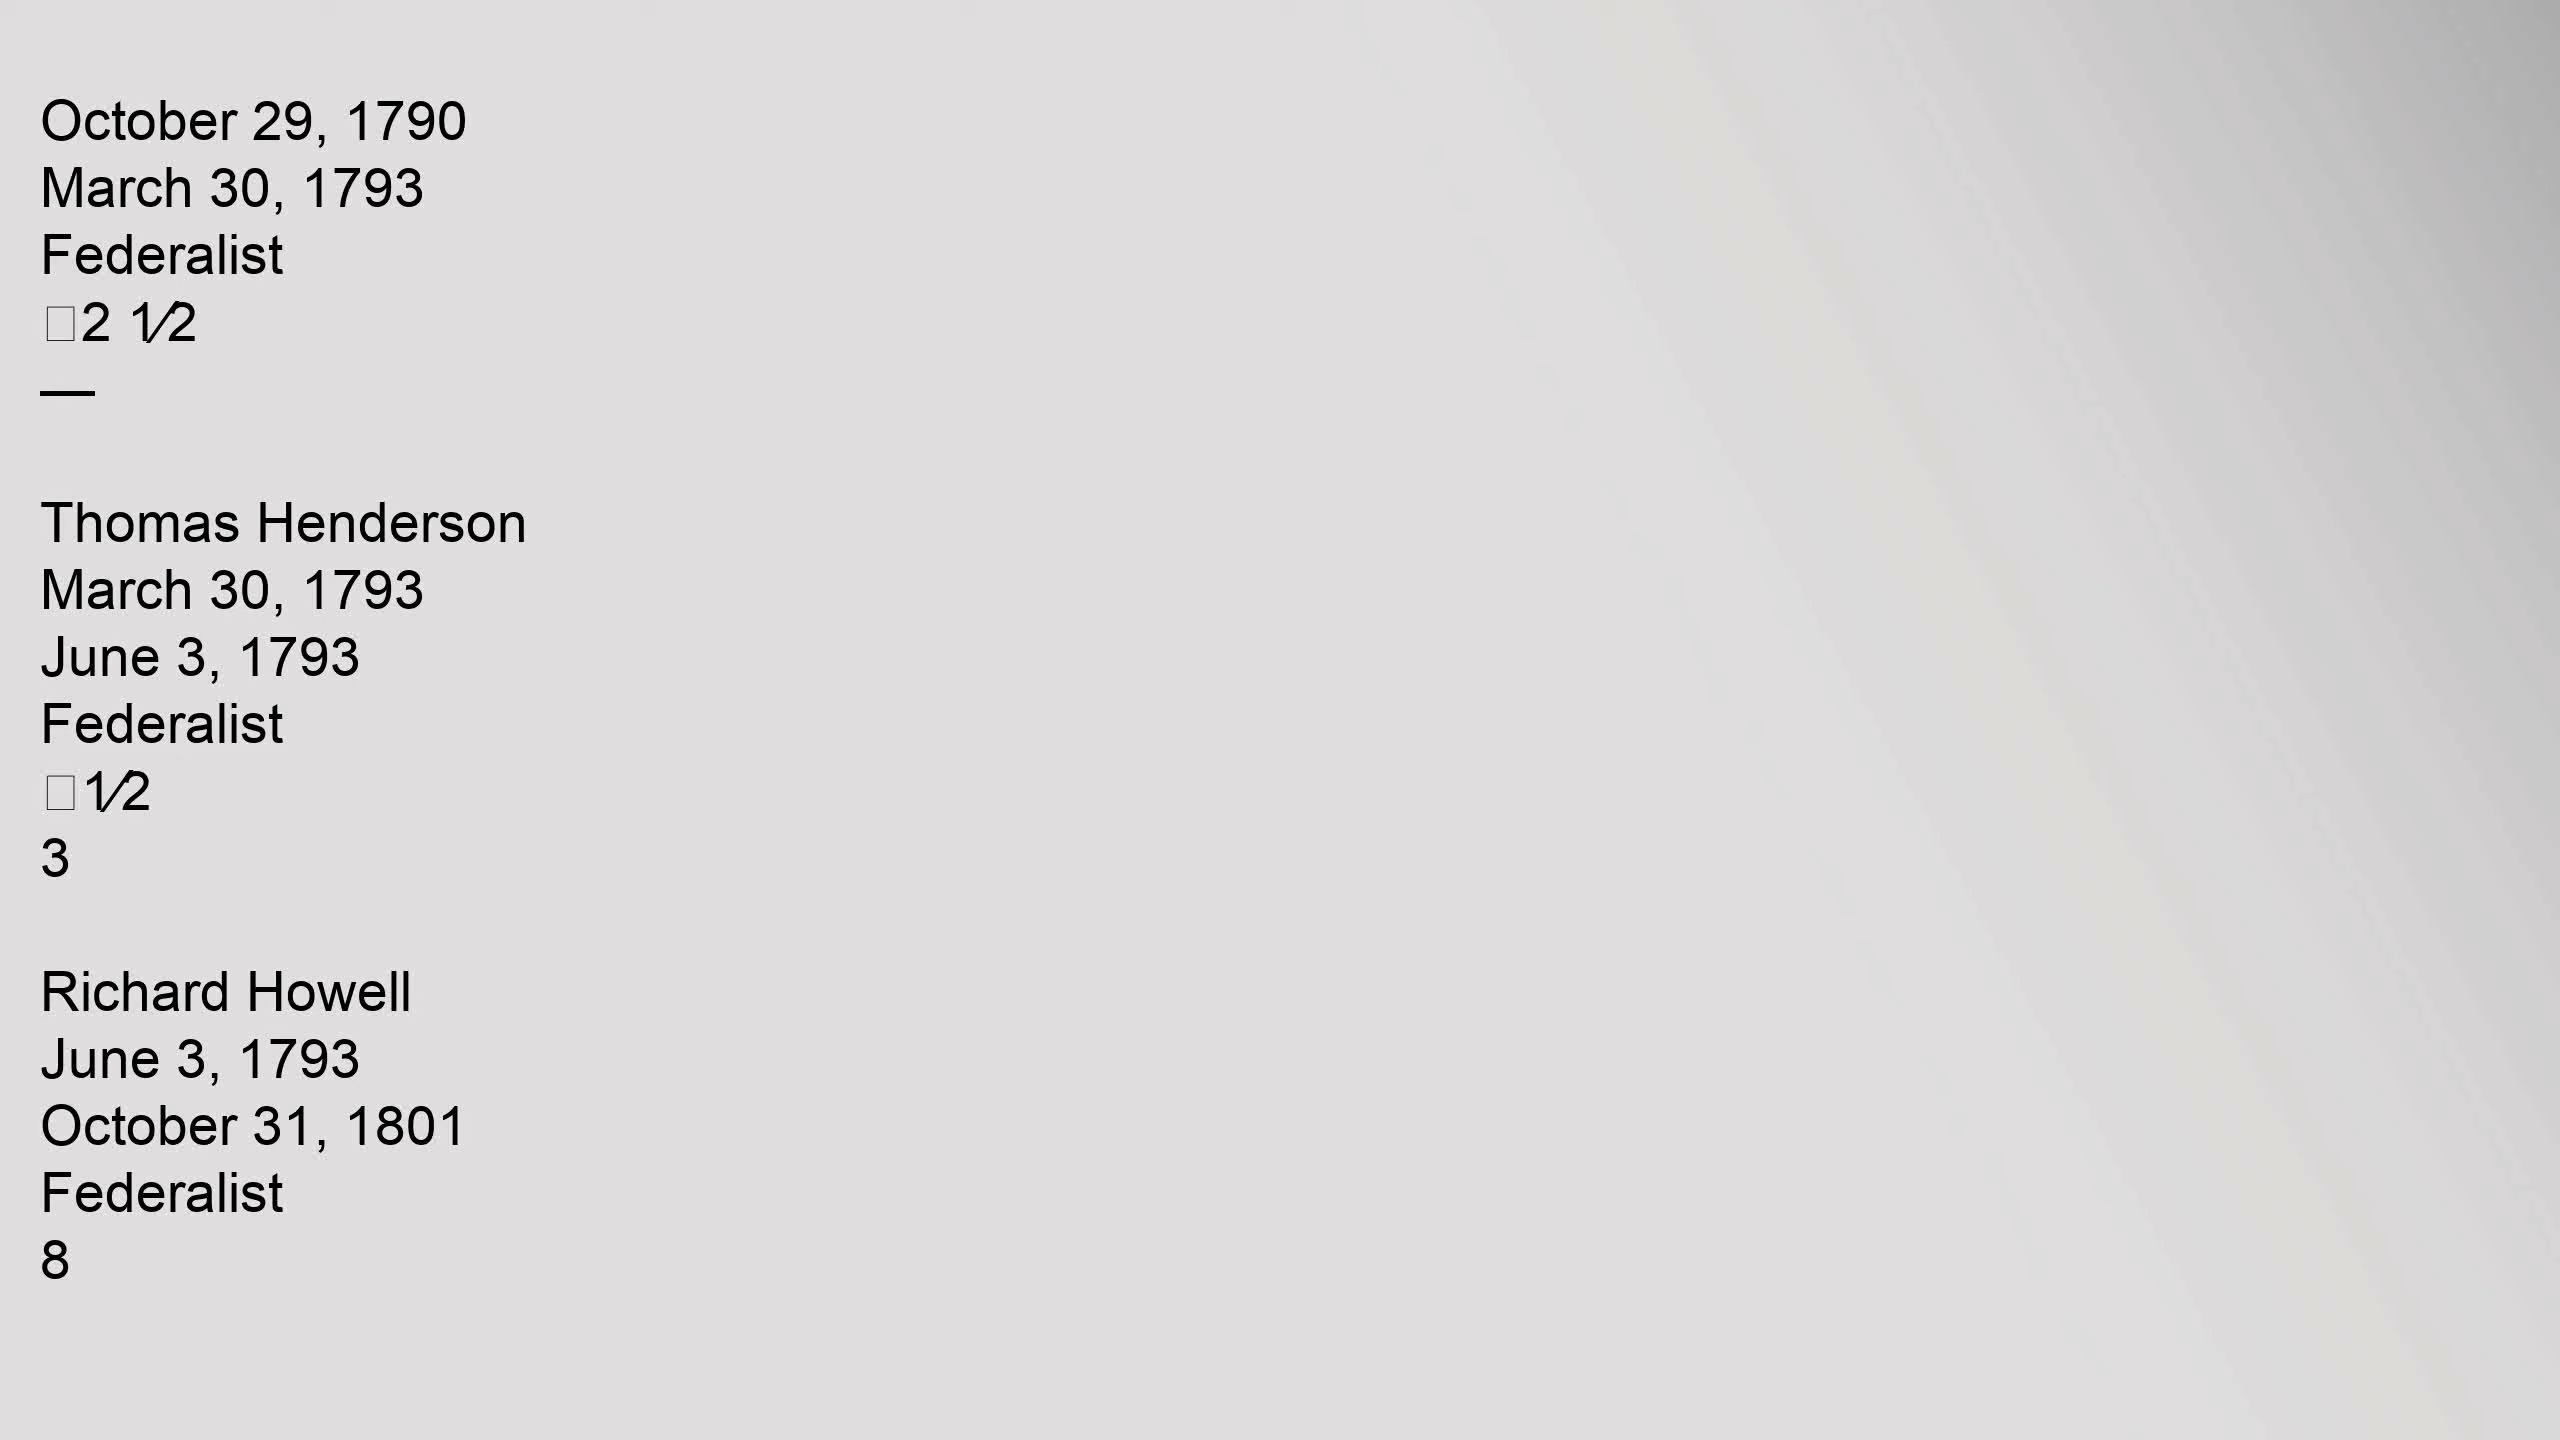 October 29, 1790
March 30, 1793
Federalist
□2 1⁄2
—
Thomas Henderson
March 30, 1793
June 3, 1793
Federalist
□1⁄2
3
Richard Howell
June 3, 1793
October 31, 1801
Federalist
8